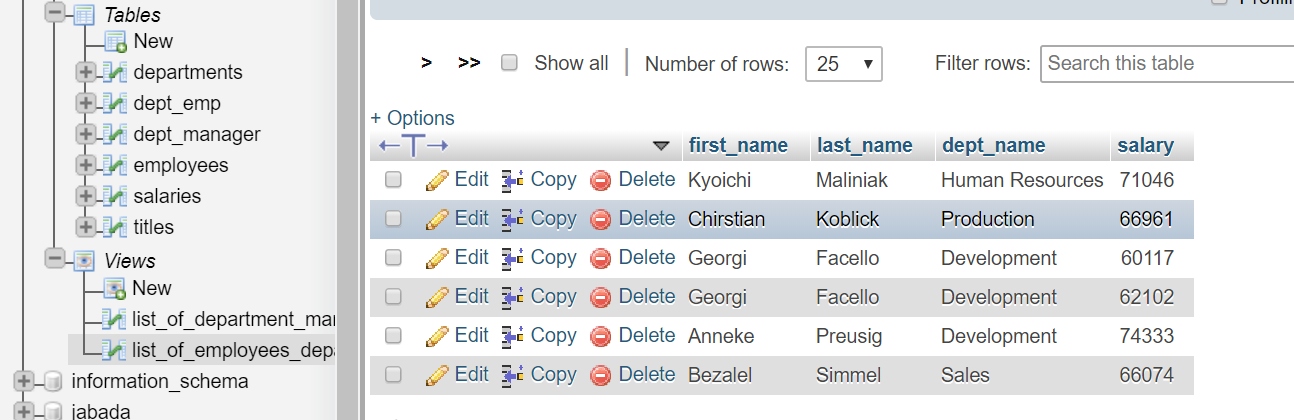 Tables
New
departments
dept_emp
dept_manager
employees
salaries
titles
Views
New
list_of_department_mar
list_of_employees_depa
information_schema
jabada
> >> Show all Number of rows: 25 Filter rows: Search this table
+ Options
first_name last_name dept_name salary
Edit Copy Delete Kyoichi Maliniak Human Resources 71046
Edit Copy Delete Chirstian Koblick Production 66961
Edit Copy Delete Georgi Facello Development 60117
Edit Copy Delete Georgi Facello Development 62102
Edit Copy Delete Anneke Preusig Development 74333
Edit Copy Delete Bezalel Simmel Sales 66074